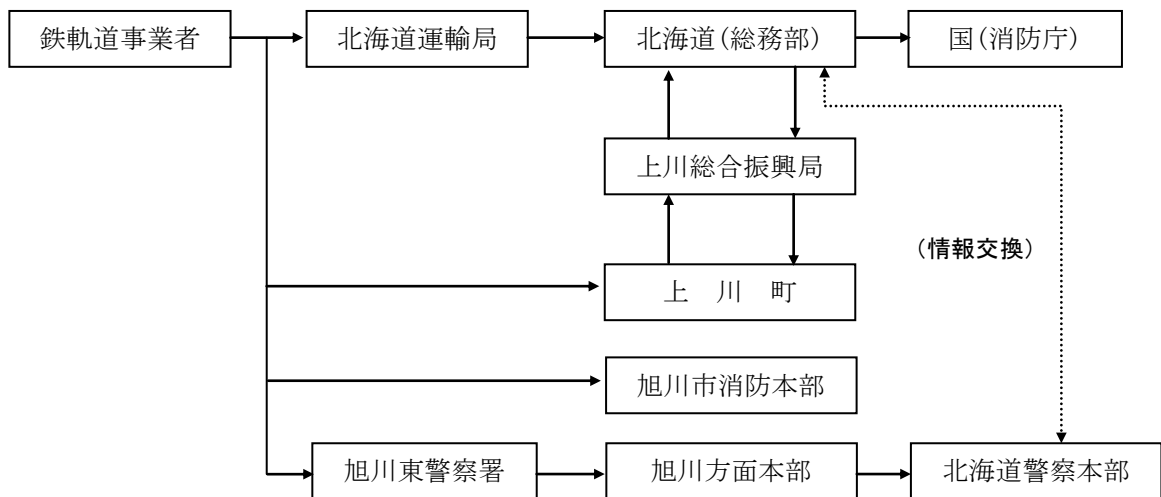 鉄軌道事業者
北海道運輸局
北海道(総務部)
国(消防庁)
上川総合振興局
(情報交換)
上　川　町
旭川市消防本部
旭川東警察署
旭川方面本部
北海道警察本部